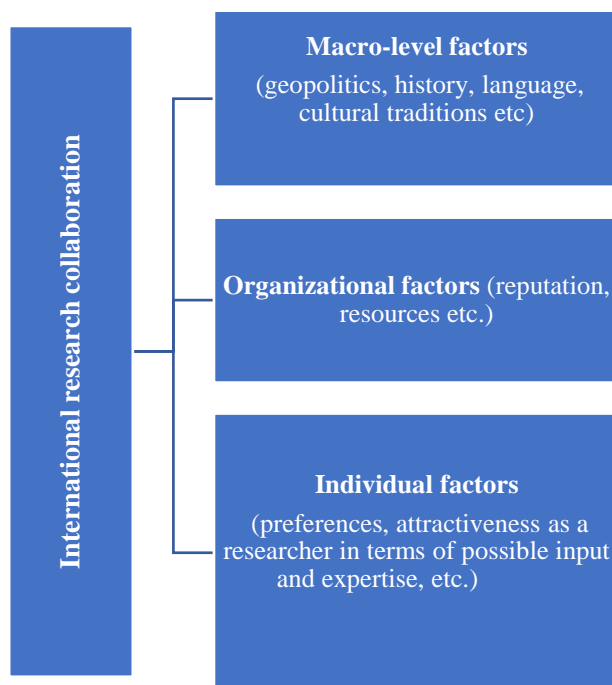 International research collaboration
Macro-level factors
(geopolitics, history, language,
cultural traditions etc)
Organizational factors (reputation,
resources etc.)
Individual factors
(preferences, attractiveness as a
researcher in terms of possible input
and expertise, etc.)